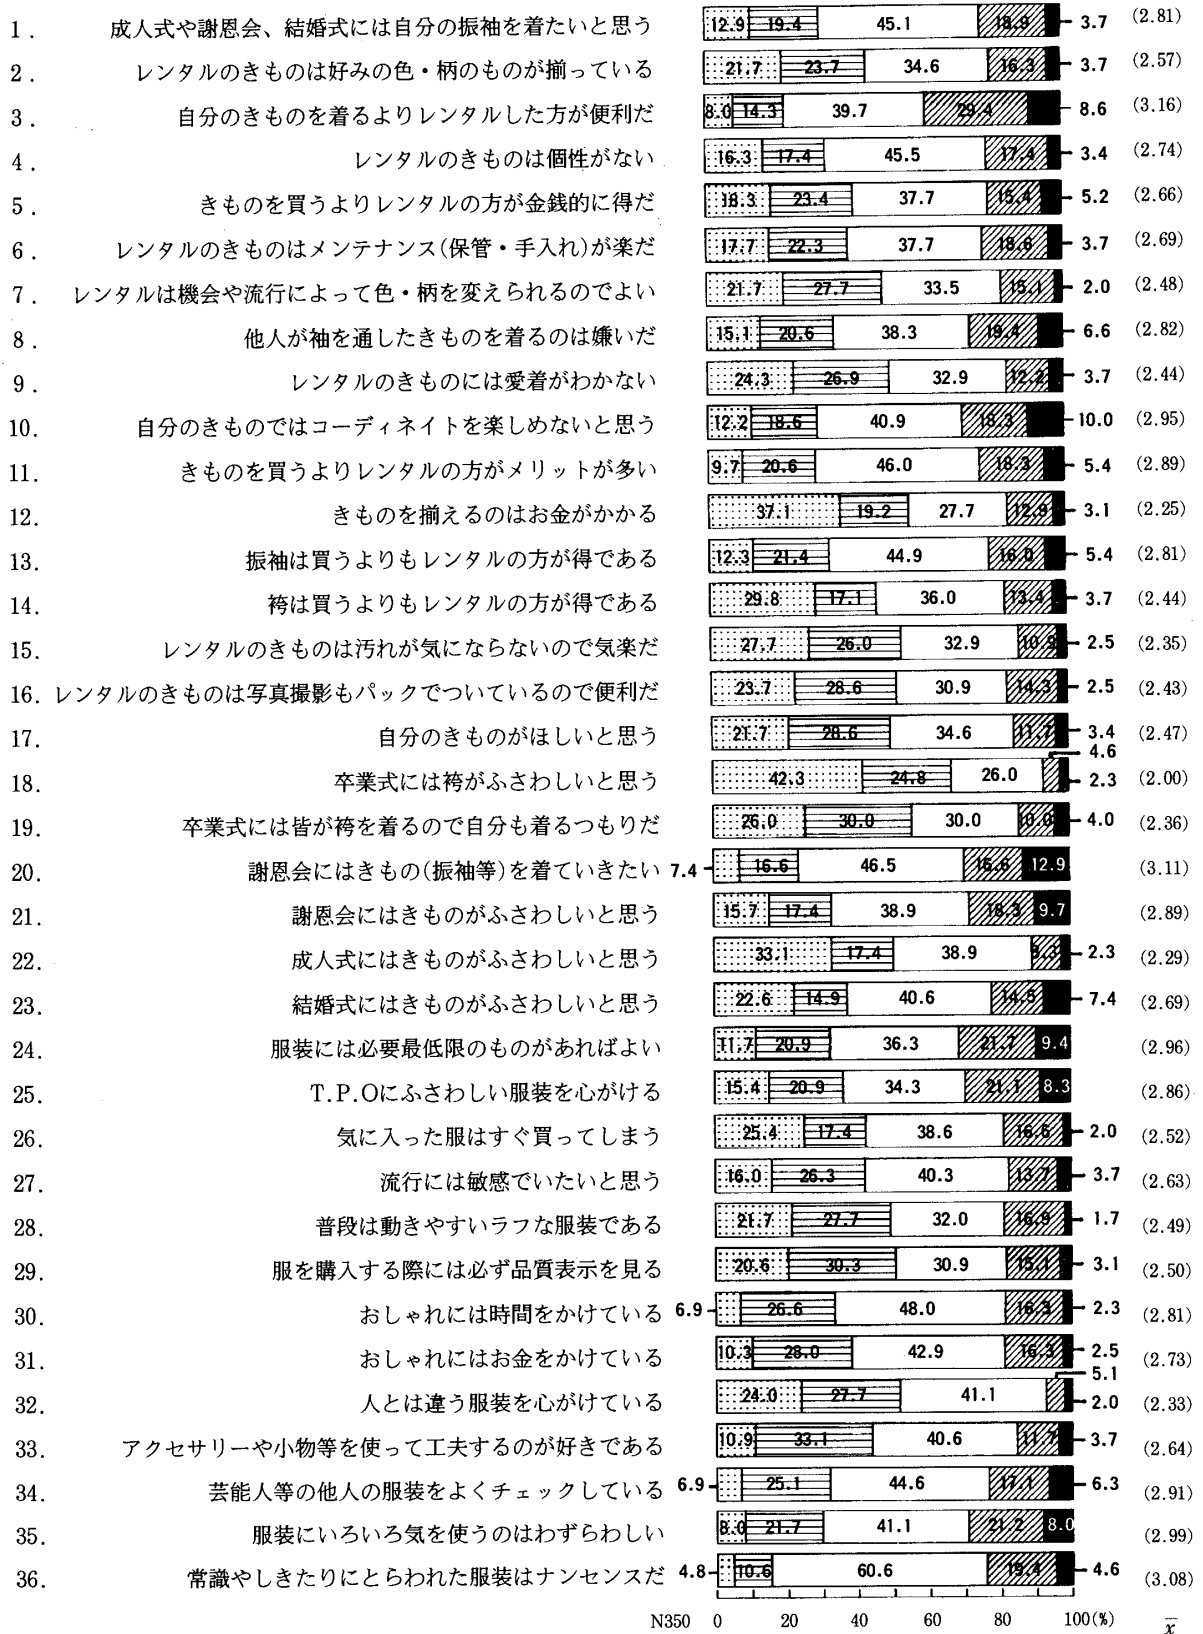 1. 成人式や謝恩会、結婚式には自分の振袖を着たいと思う 12.9 19.4 45.1 18.9 3.7 (2.81)
2. レンタルのきものは好みの色・柄のものが揃っている 21.7 23.7 34.6 16.3 3.7 (2.57)
3. 自分のきものを着るよりレンタルした方が便利だ 8.0 14.3 39.7 29.4 8.6 (3.16)
4. レンタルのきものは個性がない 16.3 17.4 45.5 17.4 3.4 (2.74)
5. きものを買うよりレンタルの方が金銭的に得だ 18.3 23.4 37.7 15.4 5.2 (2.66)
6. レンタルのきものはメンテナンス(保管・手入れ)が楽だ 17.7 22.3 37.7 18.6 3.7 (2.69)
7. レンタルは機会や流行によって色・柄を変えられるのでよい 21.7 27.7 33.5 15.1 2.0 (2.48)
8. 他人が袖を通したきものを着るのは嫌いだ 15.1 20.6 38.3 19.4 6.6 (2.82)
9. レンタルのきものには愛着がわかない 24.3 26.9 32.9 12.2 3.7 (2.44)
10. 自分のきものではコーディネイトを楽しめないと思う 12.2 18.6 40.9 18.3 10.0 (2.95)
11. きものを買うよりレンタルの方がメリットが多い 9.7 20.6 46.0 18.3 5.4 (2.89)
12. きものを揃えるのはお金がかかる 37.1 19.2 27.7 12.9 3.1 (2.25)
13. 振袖は買うよりもレンタルの方が得である 12.3 21.4 44.9 16.0 5.4 (2.81)
14. 袴は買うよりもレンタルの方が得である 29.8 17.1 36.0 13.4 3.7 (2.44)
15. レンタルのきものは汚れが気にならないので気楽だ 27.7 26.0 32.9 10.9 2.5 (2.35)
16. レンタルのきものは写真撮影もパックでついているので便利だ 23.7 28.6 30.9 14.3 2.5 (2.43)
17. 自分のきものがほしいと思う 21.7 28.6 34.6 11.7 3.4 (2.47)
18. 卒業式には袴がふさわしいと思う 42.3 24.8 26.0 4.6 2.3 (2.00)
19. 卒業式には皆が袴を着るので自分も着るつもりだ 26.0 30.0 30.0 10.0 4.0 (2.36)
20. 謝恩会にはきもの(振袖等)を着ていきたい 7.4 16.6 46.5 16.6 12.9 (3.11)
21. 謝恩会にはきものがふさわしいと思う 15.7 17.4 38.9 18.3 9.7 (2.89)
22. 成人式にはきものがふさわしいと思う 33.1 17.4 38.9 8.3 2.3 (2.29)
23. 結婚式にはきものがふさわしいと思う 22.6 14.9 40.6 14.5 7.4 (2.69)
24. 服装には必要最低限のものがあればよい 11.7 20.9 36.3 21.7 9.4 (2.96)
25. T.P.Oにふさわしい服装を心がける 15.4 20.9 34.3 21.1 8.3 (2.86)
26. 気に入った服はすぐ買ってしまう 25.4 17.4 38.6 16.6 2.0 (2.52)
27. 流行には敏感でいたいと思う 16.0 26.3 40.3 13.7 3.7 (2.63)
28. 普段は動きやすいラフな服装である 21.7 27.7 32.0 16.9 1.7 (2.49)
29. 服を購入する際には必ず品質表示を見る 20.6 30.3 30.9 15.1 3.1 (2.50)
30. おしゃれには時間をかけている 6.9 26.6 48.0 16.3 2.3 (2.81)
31. おしゃれにはお金をかけている 10.3 28.0 42.9 16.3 2.5 (2.73)
32. 人とは違う服装を心がけている 24.0 27.7 41.1 5.1 2.0 (2.33)
33. アクセサリーや小物等を使って工夫するのが好きである 10.9 33.1 40.6 11.7 3.7 (2.64)
34. 芸能人等の他人の服装をよくチェックしている 6.9 25.1 44.6 17.1 6.3 (2.91)
35. 服装にいろいろ気を使うのはわずらわしい 8.0 21.7 41.1 21.2 8.0 (2.99)
36. 常識やしきたりにとらわれた服装はナンセンスだ 4.8 10.6 60.6 19.4 4.6 (3.08)
N350 0 20 40 60 80 100(%) x̄